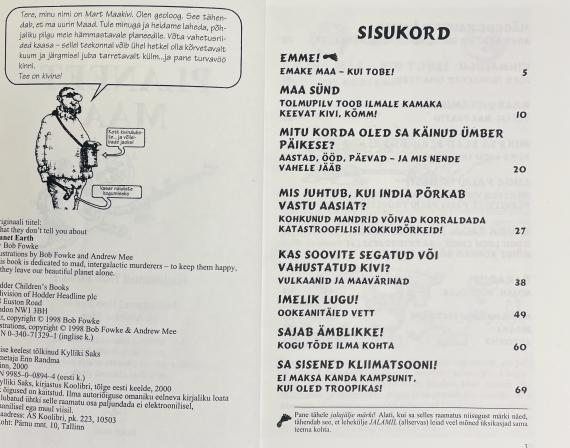 Tere, minu nimi on Mart Maakivi. Olen geoloog. See tähen-
dab, et ma uurin Maad. Tule minuga ja heidame laheda, põh-
jaliku pilgu meie hämmastavale planeedile. Võta vahetusrii-
ded kaasa – sellel teekonnal võib ühel hetkel olla kõrvetavalt
kuum ja järgmisel juba tarretavalt külm...ja pane turvavöö
kinni.
Tee on kivine!
riginaali tiitel:
hat they don't tell you about
anet Earth
Bob Fowke
ustrations by Bob Fowke and Andrew Mee
is book is dedicated to mad, intergalactic murderers – to keep them happy,
they leave our beautiful planet alone.
dder Children's Books
division of Hodder Headline plc
Euston Road
ndon NW1 3BH
t, copyright © 1998 Bob Fowke
strations, copyright © 1998 Bob Fowke & Andrew Mee
N 0–340–71329–1 (inglise k.)
ise keelest tõlkinud Kylliki Saks
metaja Enn Randma
inn, 2000
N 9985–0–0894–4 (eesti k.)
ylliki Saks, kirjastus Koolibri, tõlge eesti keelde, 2000
õigused on kaitstud. Ilma autoriõiguse omaniku eelneva kirjaliku loata
lubatud ühtki selle raamatu osa paljundada ei elektroonilisel,
aanilisel ega muul viisil.
aadress: AS Koolibri, pk. 223, 10503
oht: Pärnu mnt. 10, Tallinn
SISUKORD
EMME!
EMAKE MAA – KUI TOBE! 5
MAA SÜND
TOLMUPILV TOOB ILMALE KAMAKA
KEEVAT KIVI, KÕMM! 10
MITU KORDA OLED SA KÄINUD ÜMBER
PÄIKESE?
AASTAD, ÖÖD, PÄEVAD – JA MIS NENDE
VAHELE JÄÄB 20
MIS JUHTUB, KUI INDIA PÕRKAB
VASTU AASIAT?
KOHKUNUD MANDRID VÕIVAD KORRALDADA
KATASTROOFILISI KOKKUPÕRKEID! 27
KAS SOOVITE SEGATUD VÕI
VAHUSTATUD KIVI?
VULKAANID JA MAAVÄRINAD 38
IMELIK LUGU!
OOKEANITÄIED VETT 49
SAJAB ÄMBLIKKE!
KOGU TÕDE ILMA KOHTA 60
SA SISENED KLIIMATSOONI!
EI MAKSA KANDA KAMPSUNIT,
KUI OLED TROOPIKAS! 69
Pane tähele jalajälje märki! Alati, kui sa selles raamatus niisugust märki näed,
tähendab see, et lehekülje JALAMIL (allservas) leiad veel mõned üksikasjad sama
teema kohta.